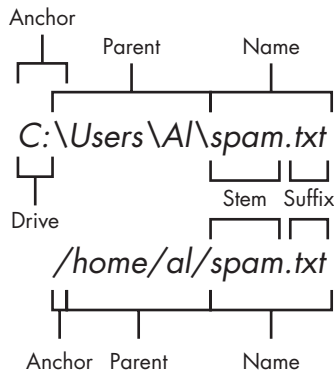 Anchor
Parent Name
C:\Users\Al\spam.txt
Drive
Stem Suffix
/home/al/spam.txt
Anchor Parent Name